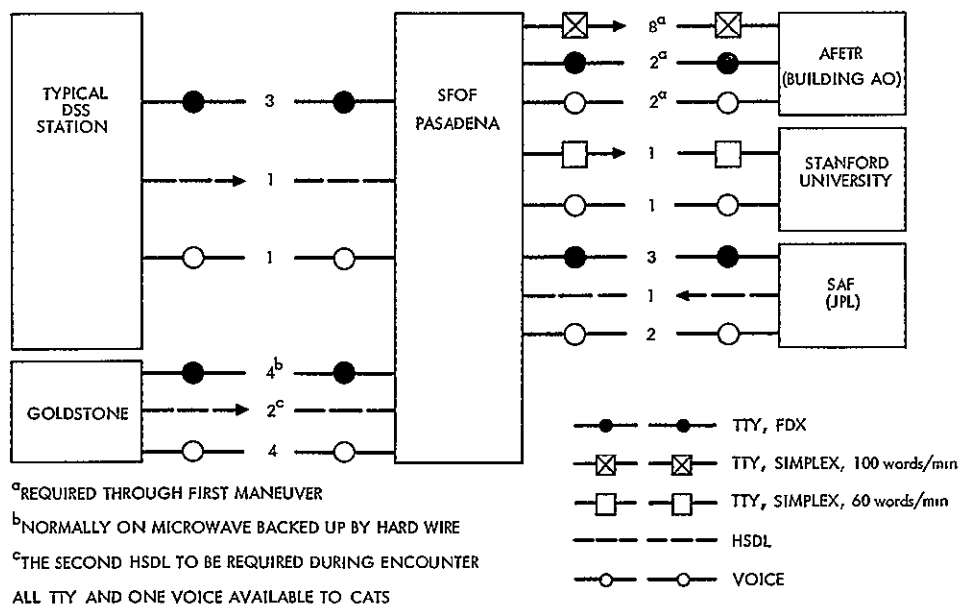 TYPICAL
DSS
STATION
3
1
1
GOLDSTONE
4ᵇ
2ᶜ
4
SFOF
PASADENA
8ᵃ
2ᵃ
2ᵃ
1
1
3
1
2
AFETR
(BUILDING AO)
STANFORD
UNIVERSITY
SAF
(JPL)
TTY, FDX
TTY, SIMPLEX, 100 words/min
TTY, SIMPLEX, 60 words/min
HSDL
VOICE
ᵃREQUIRED THROUGH FIRST MANEUVER
ᵇNORMALLY ON MICROWAVE BACKED UP BY HARD WIRE
ᶜTHE SECOND HSDL TO BE REQUIRED DURING ENCOUNTER
ALL TTY AND ONE VOICE AVAILABLE TO CATS